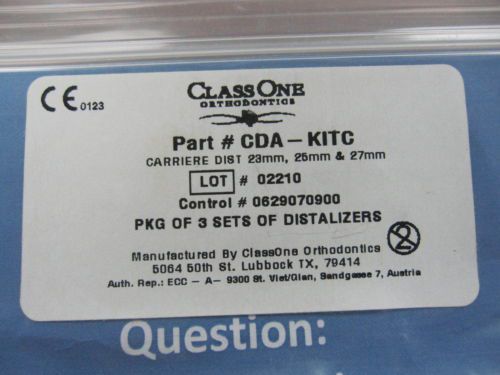 CE 0123
CLASSONE
ORTHODONTICS
Part # CDA – KITC
CARRIERE DIST 23mm, 25mm & 27mm
LOT # 02210
Control # 0629070900
PKG OF 3 SETS OF DISTALIZERS
2
Manufactured By ClassOne Orthodontics
5064 50th St. Lubbock TX, 79414
Auth. Rep.: ECC – A– 9300 St. Viet/Glan, Sandgasse 7, Austria
Question: